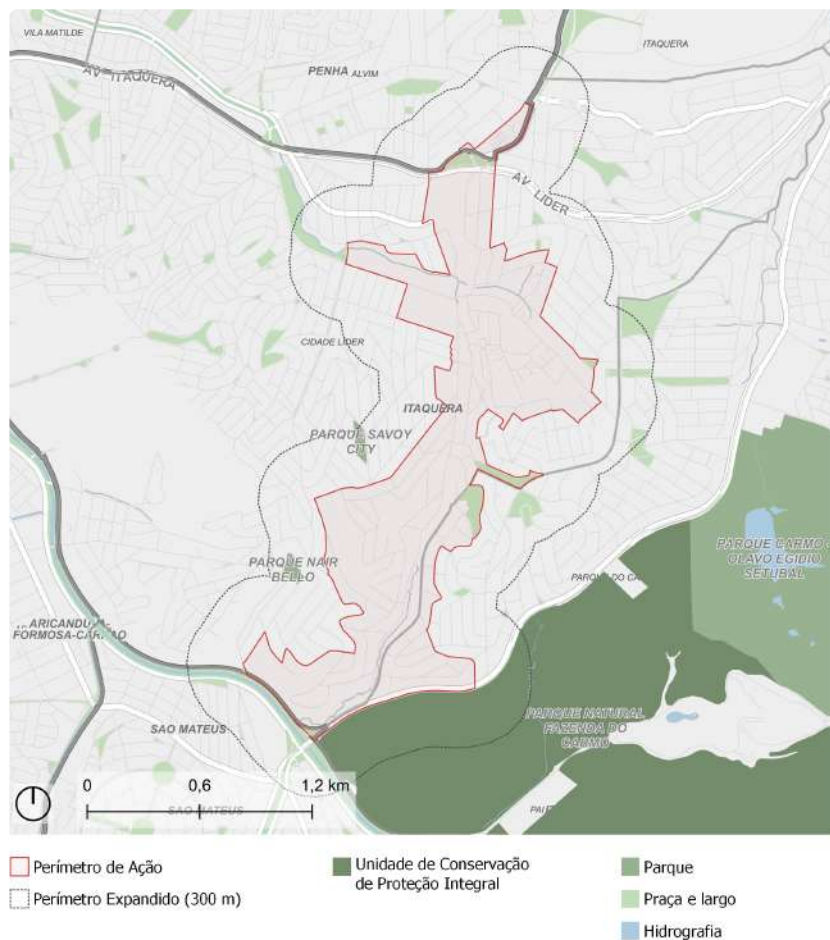 VILA MATILDE
ITAQUERA
AV ITAQUERA
PENHA ALVIM
AV LIDER
CIDADE LIDER
ITAQUERA
PARQUE SAVOY
CITY
PARQUE NAIR
BELLO
PARQUE CARMO -
OLAVO EGIDIO
SETUBAL
PARQUE DO CA
ARICANDUVA-
FORMOSA-CARRAO
SAO MATEUS
PARQUE NATURAL
FAZENDA DO
CARMO
0 0,6 1,2 km
SAO MATEUS
Perímetro de Ação
Perímetro Expandido (300 m)
Unidade de Conservação
de Proteção Integral
Parque
Praça e largo
Hidrografia